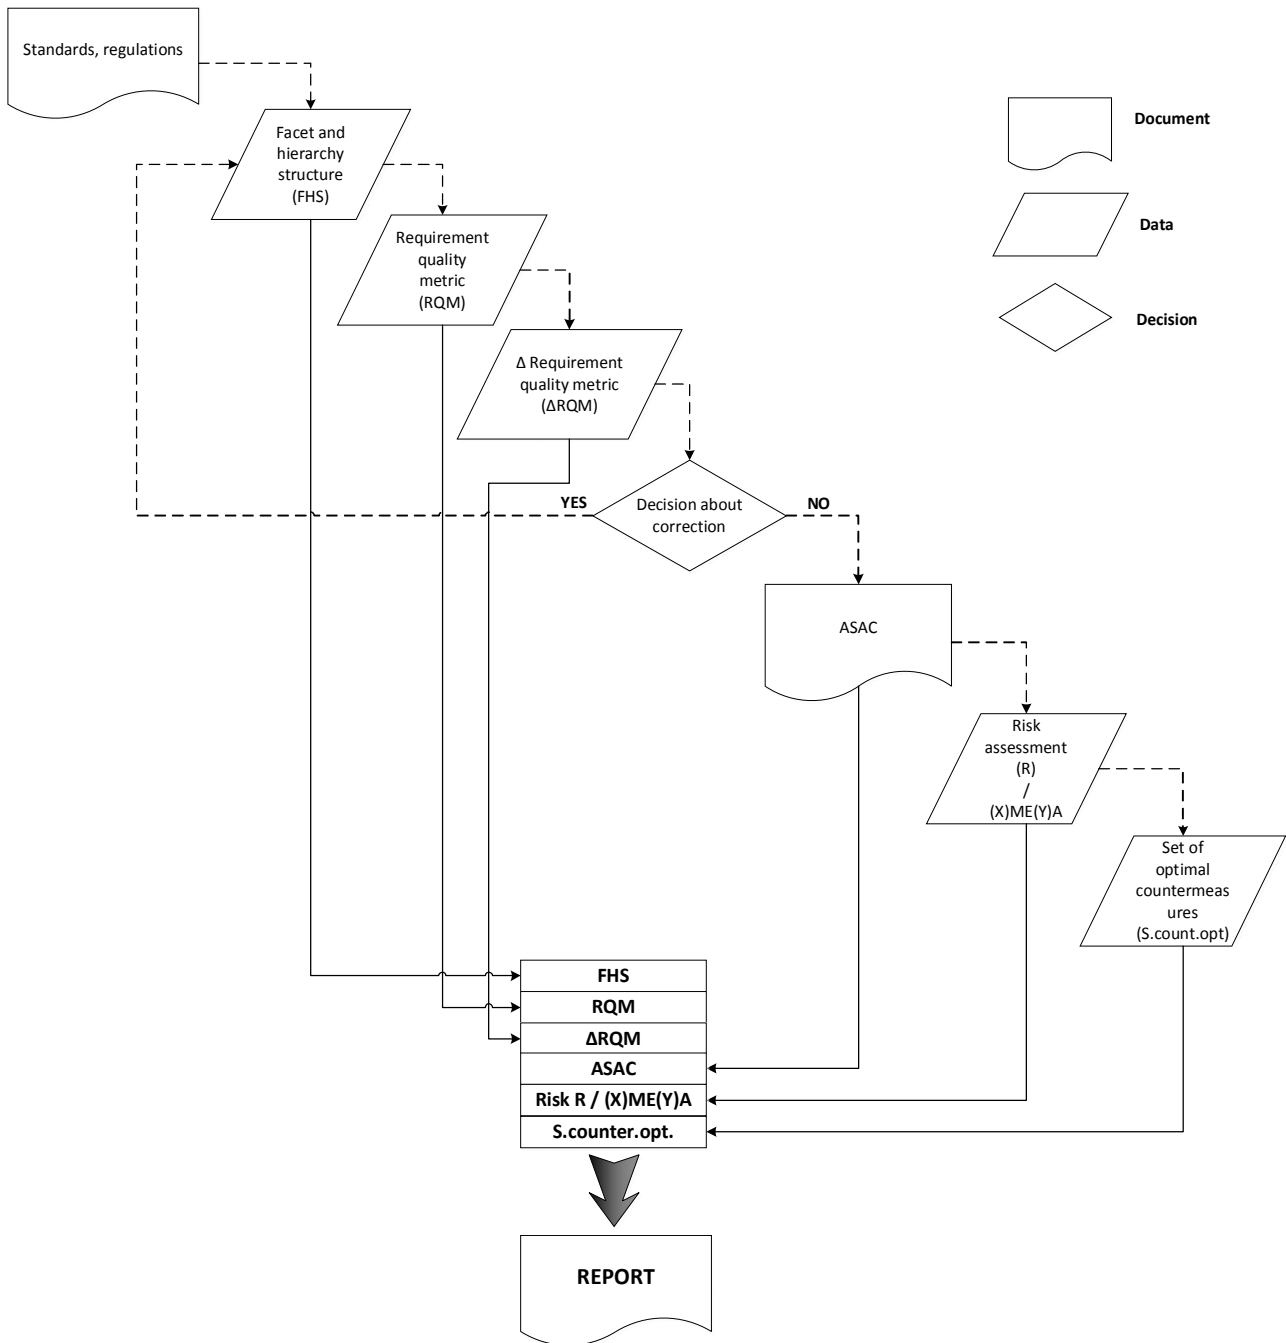 Standards, regulations
Facet and
hierarchy
structure
(FHS)
Requirement
quality
metric
(RQM)
Δ Requirement
quality metric
(ΔRQM)
YES
Decision about
correction
NO
ASAC
Risk
assessment
(R)
/
(X)ME(Y)A
Set of
optimal
countermeas
ures
(S.count.opt)
Document
Data
Decision
FHS
RQM
ΔRQM
ASAC
Risk R / (X)ME(Y)A
S.counter.opt.
REPORT